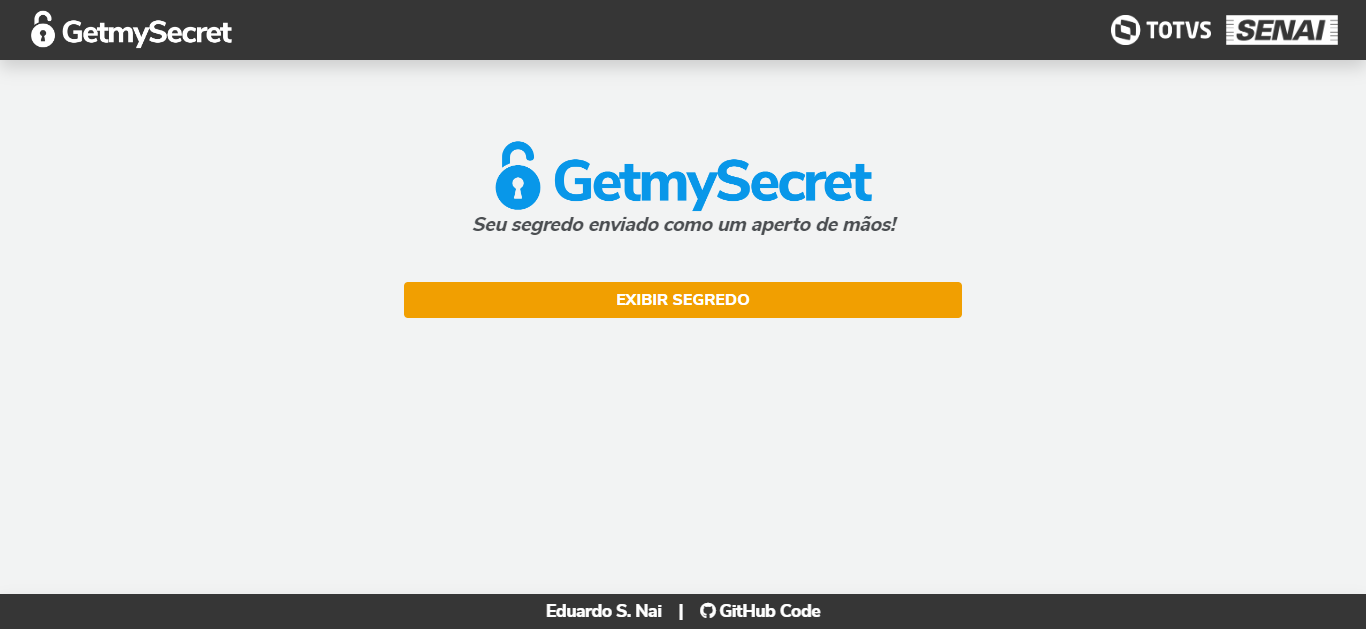 GetmySecret
TOTVS SENAI
GetmySecret
Seu segredo enviado como um aperto de mãos!
EXIBIR SEGREDO
Eduardo S. Nai | GitHub Code